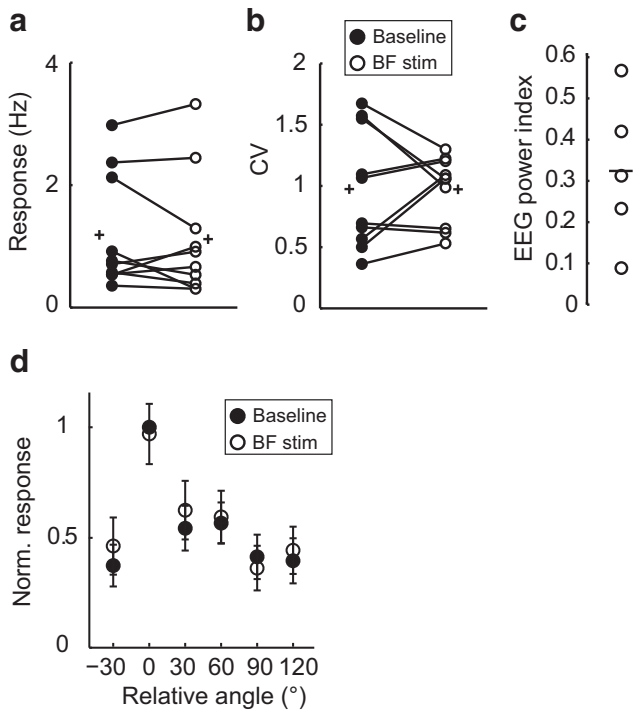 a
Response (Hz)
4
2
0
b
Baseline
BF stim
CV
2
1.5
1
0.5
0
c
EEG power index
0.6
0.5
0.4
0.3
0.2
0.1
0
d
Baseline
BF stim
Norm. response
1
0.5
0
−30 0 30 60 90 120
Relative angle (°)